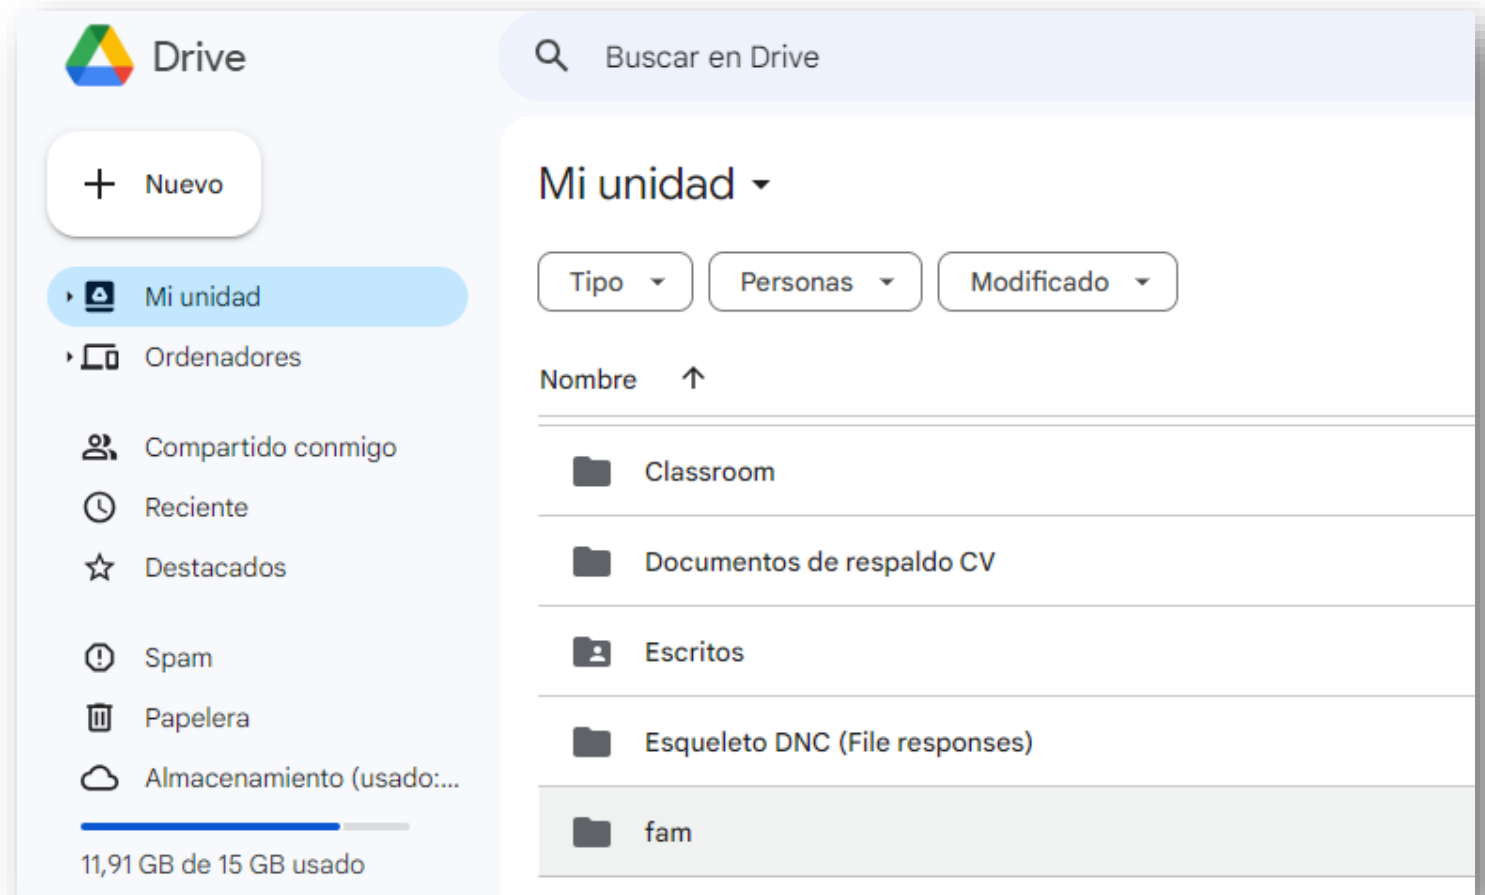 Drive
Buscar en Drive
Nuevo
Mi unidad
Ordenadores
Compartido conmigo
Reciente
Destacados
Spam
Papelera
Almacenamiento (usado:...
11,91 GB de 15 GB usado
Mi unidad
Tipo
Personas
Modificado
Nombre
Classroom
Documentos de respaldo CV
Escritos
Esqueleto DNC (File responses)
fam